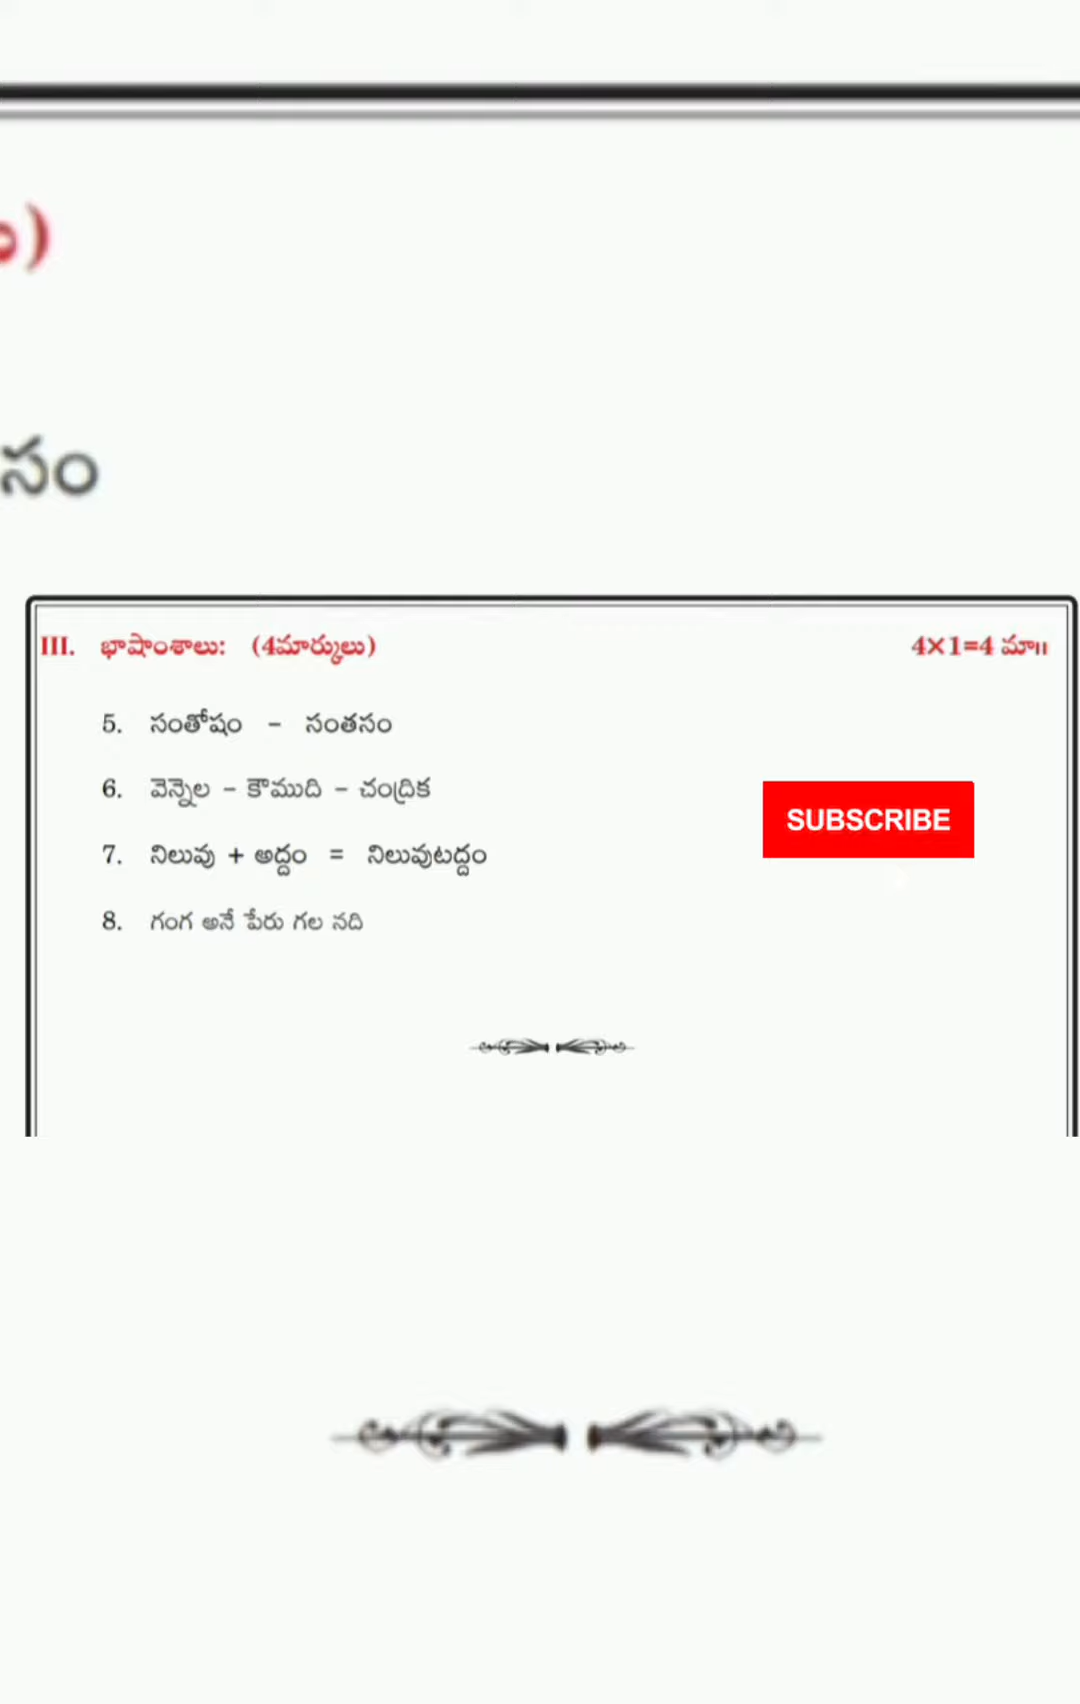 సం
III. భాషాంశాలు: (4మార్కులు) 4×1=4 మా॥
5. సంతోషం - సంతసం
6. వెన్నెల - కౌముది - చంద్రిక
SUBSCRIBE
7. నిలువు + అద్దం = నిలువుటద్దం
8. గంగ అనే పేరు గల నది